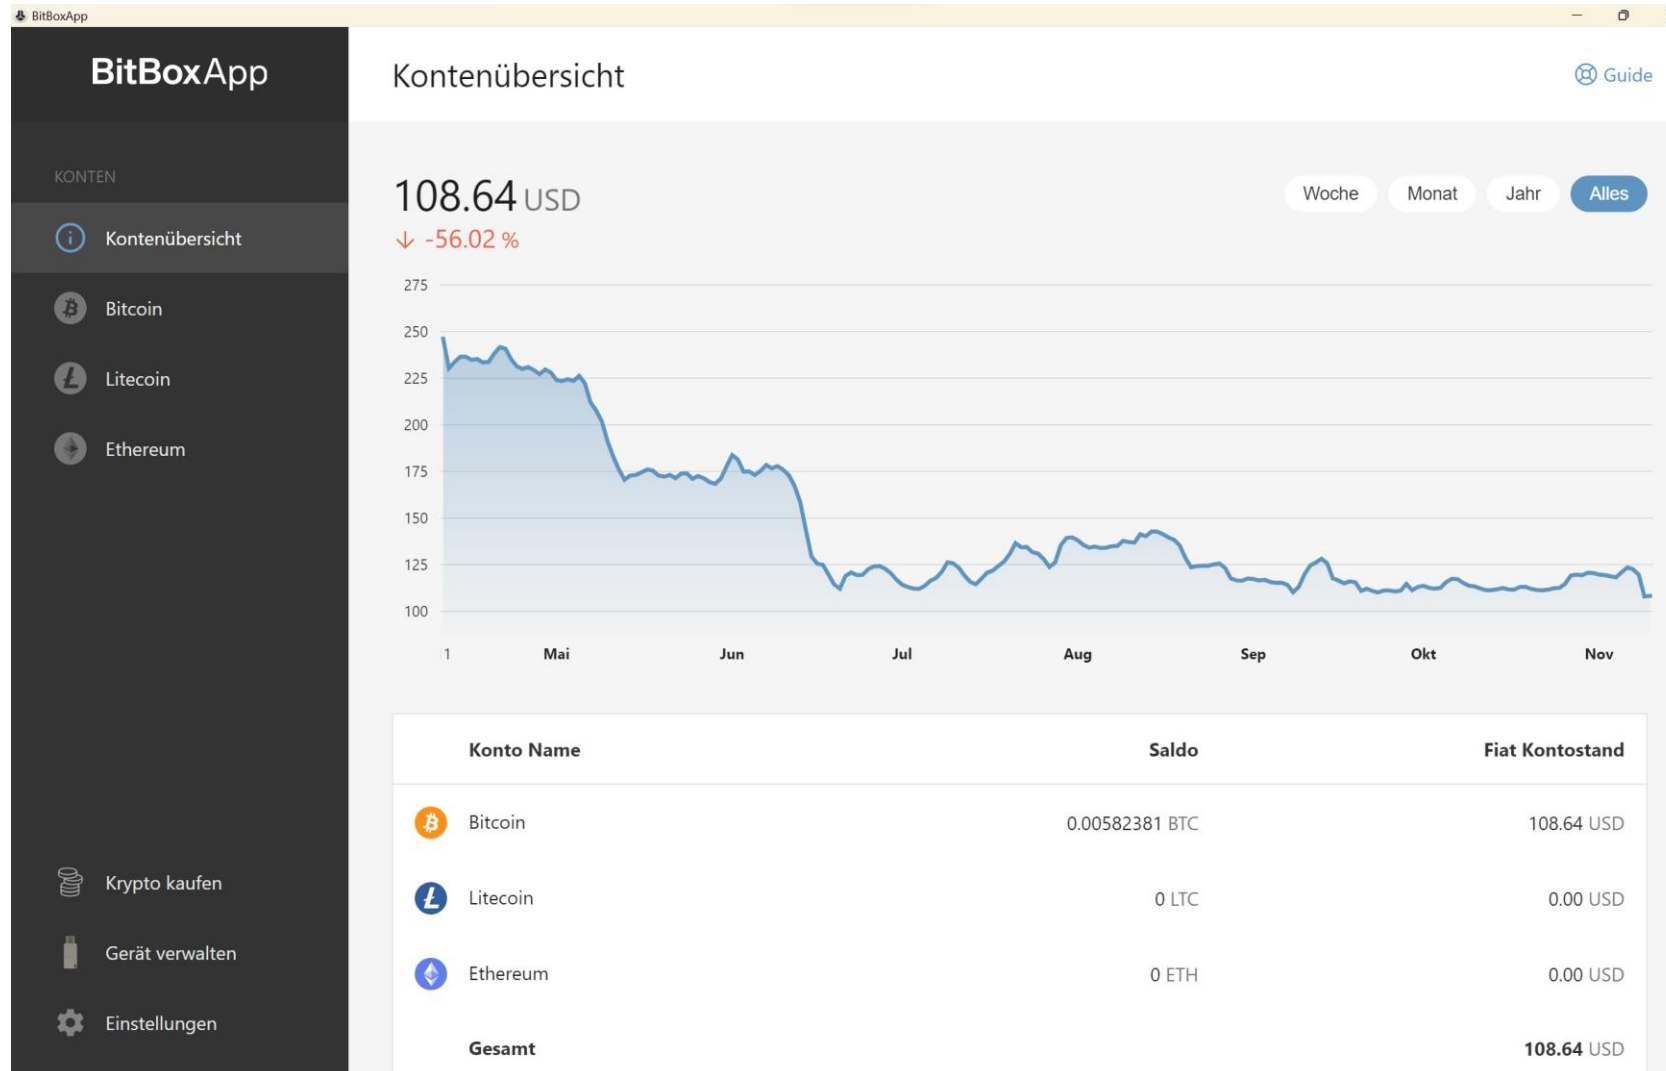 BitBoxApp
BitBoxApp
Kontenübersicht
Guide
KONTEN
Kontenübersicht
Bitcoin
Litecoin
Ethereum
Krypto kaufen
Gerät verwalten
Einstellungen
108.64 USD
-56.02 %
Woche Monat Jahr Alles
275
250
225
200
175
150
125
100
1 Mai Jun Jul Aug Sep Okt Nov
Konto Name Saldo Fiat Kontostand
Bitcoin 0.00582381 BTC 108.64 USD
Litecoin 0 LTC 0.00 USD
Ethereum 0 ETH 0.00 USD
Gesamt 108.64 USD